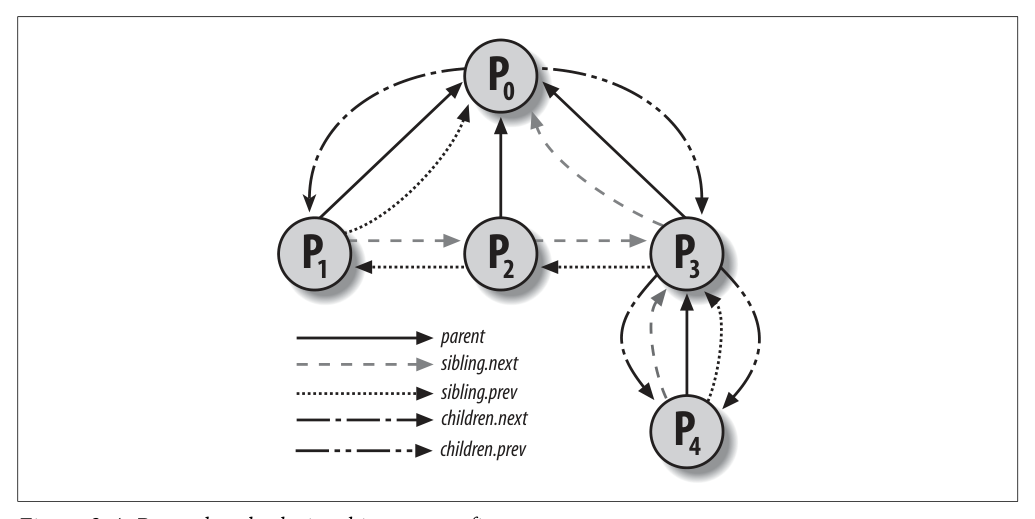 P0
P1
P2
P3
parent
sibling.next
sibling.prev
children.next
children.prev
P4